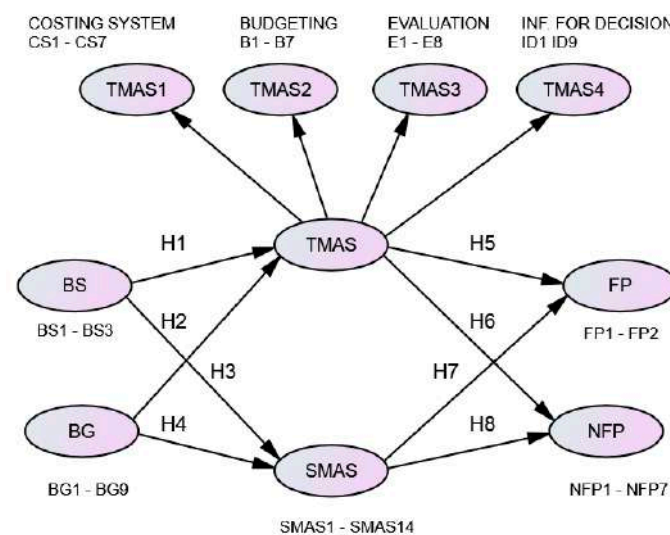 COSTING SYSTEM
CS1 - CS7
BUDGETING
B1 - B7
EVALUATION
E1 - E8
INF. FOR DECISION
ID1 ID9
TMAS1
TMAS2
TMAS3
TMAS4
TMAS
H1
H5
BS
FP
BS1 - BS3
H2
H6
FP1 - FP2
H3
H7
BG
H4
H8
NFP
SMAS
BG1 - BG9
NFP1 - NFP7
SMAS1 - SMAS14